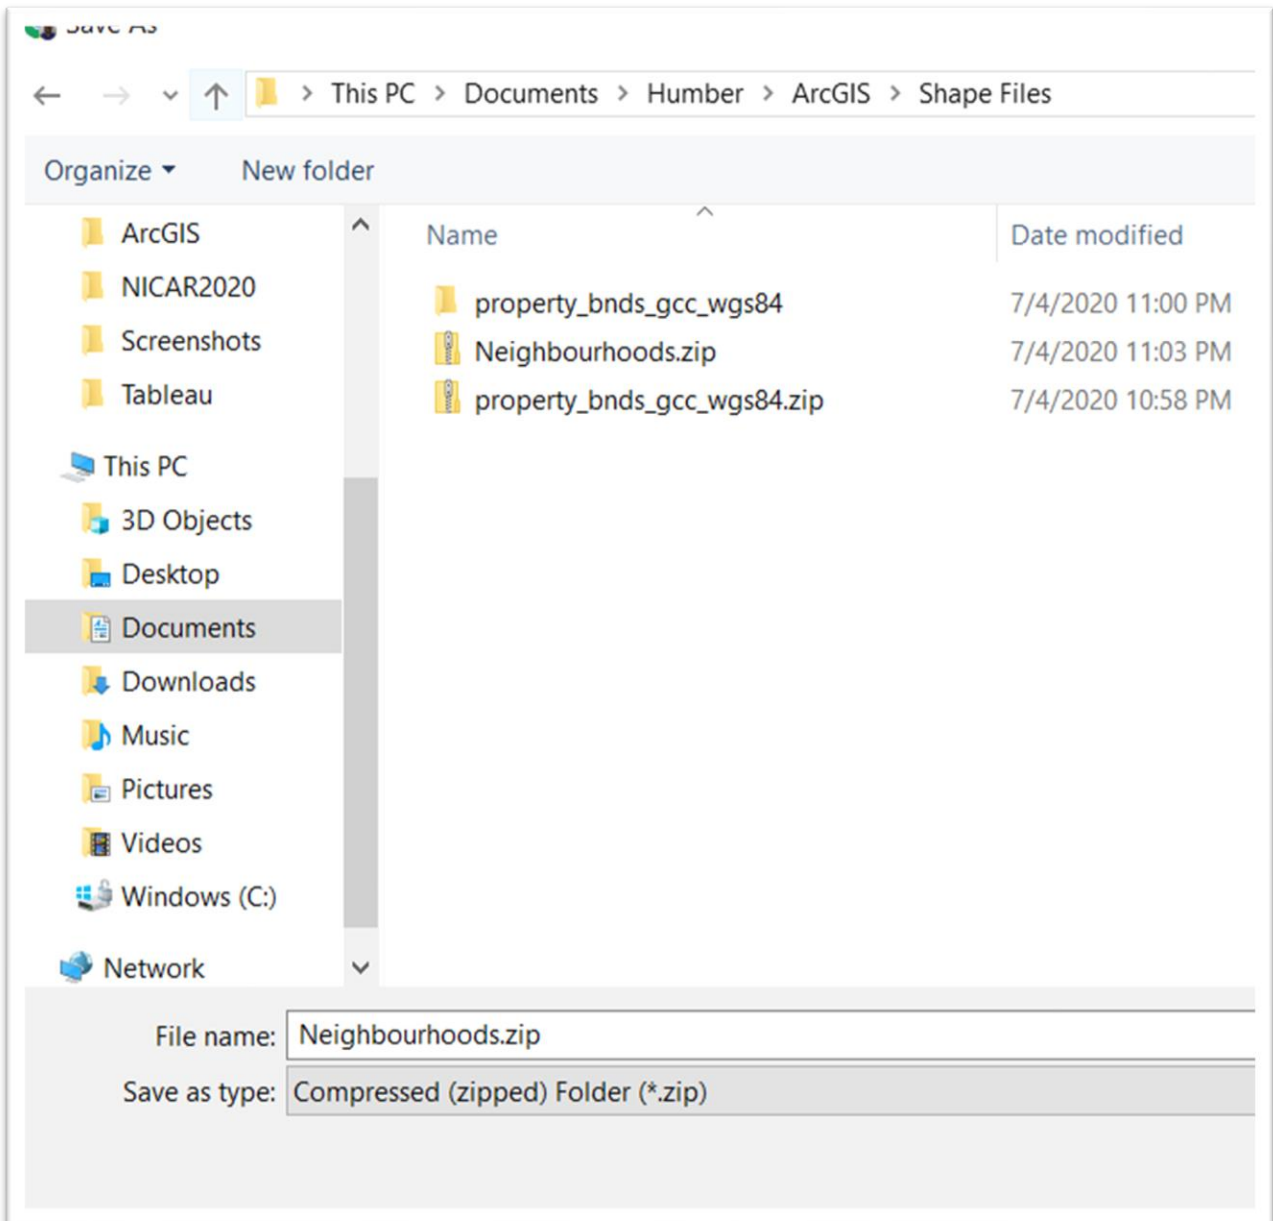 Save As
This PC > Documents > Humber > ArcGIS > Shape Files
Organize New folder
ArcGIS
NICAR2020
Screenshots
Tableau
This PC
3D Objects
Desktop
Documents
Downloads
Music
Pictures
Videos
Windows (C:)
Network
Name Date modified
property_bnds_gcc_wgs84 7/4/2020 11:00 PM
Neighbourhoods.zip 7/4/2020 11:03 PM
property_bnds_gcc_wgs84.zip 7/4/2020 10:58 PM
File name: Neighbourhoods.zip
Save as type: Compressed (zipped) Folder (*.zip)